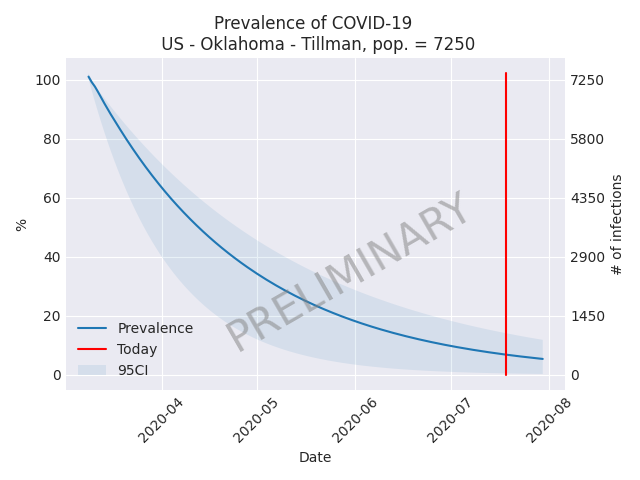 Prevalence of COVID-19
US - Oklahoma - Tillman, pop. = 7250
100
80
60
40
20
0
%
7250
5800
4350
2900
1450
0
# of infections
PRELIMINARY
Prevalence
Today
95CI
2020-04
2020-05
2020-06
2020-07
2020-08
Date